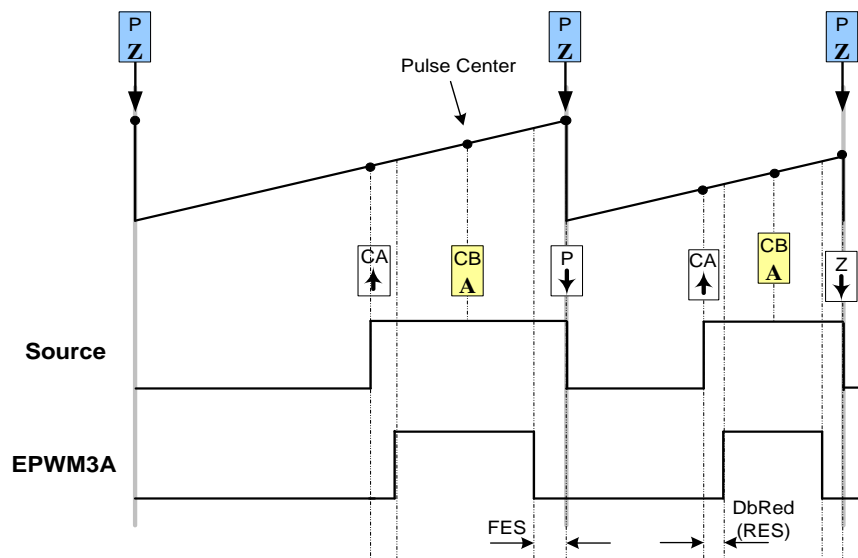 P
Z
P
Z
P
Z
Pulse Center
CA
CB
A
P
CA
CB
A
Z
Source
EPWM3A
FES
DbRed
(RES)